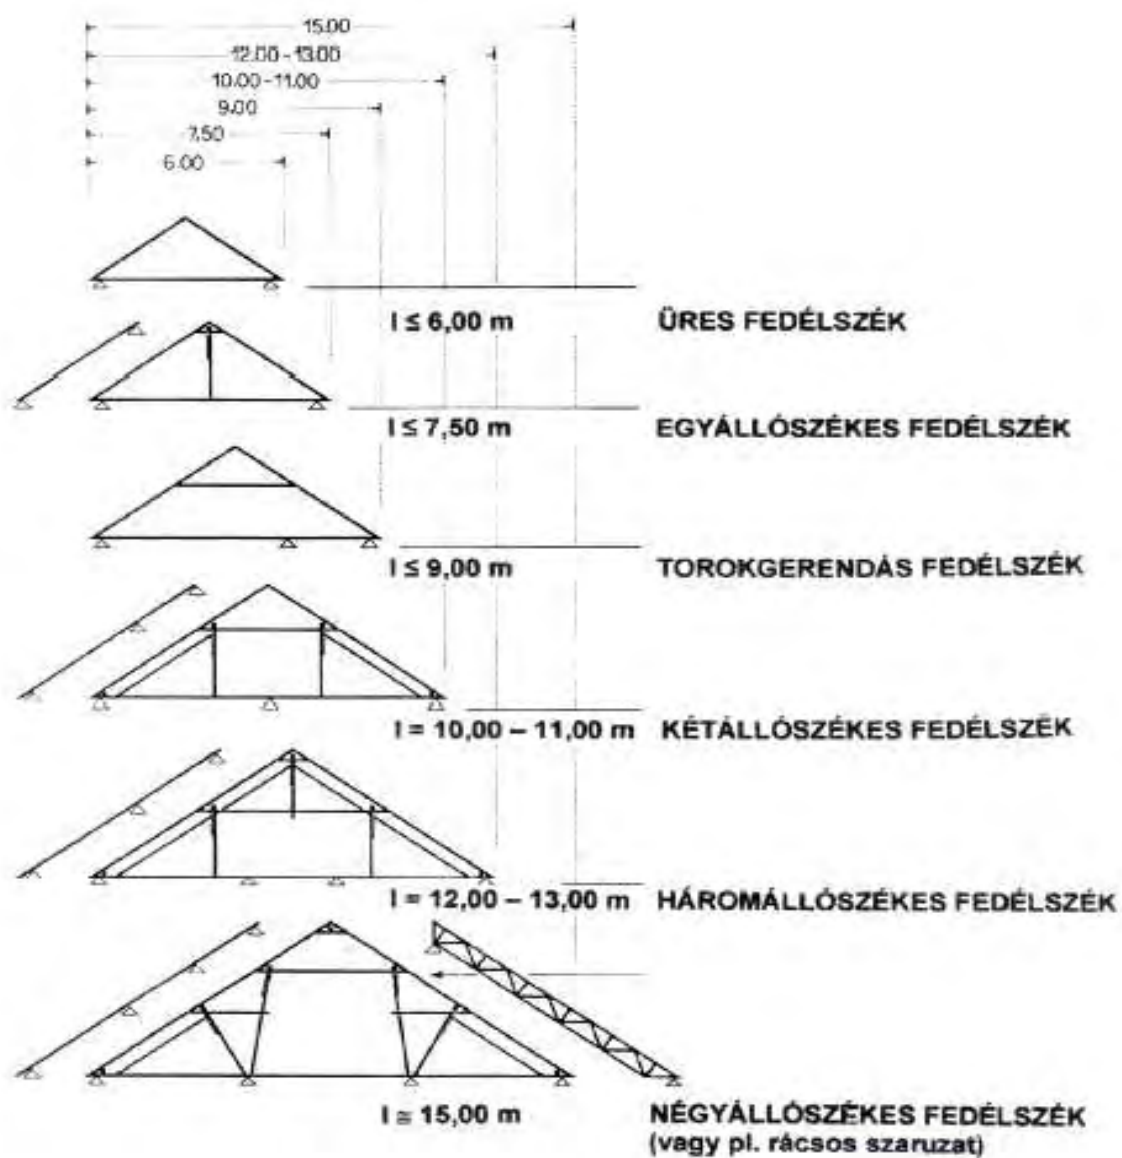 15.00
12.00-13.00
10.00-11.00
9.00
7,50
6.00
l ≤ 6,00 m ÜRES FEDÉLSZÉK
l ≤ 7,50 m EGYÁLLÓSZÉKES FEDÉLSZÉK
l ≤ 9,00 m TOROKGERENDÁS FEDÉLSZÉK
l = 10,00 – 11,00 m KÉTÁLLÓSZÉKES FEDÉLSZÉK
l = 12,00 – 13,00 m HÁROMÁLLÓSZÉKES FEDÉLSZÉK
l ≅ 15,00 m NÉGYÁLLÓSZÉKES FEDÉLSZÉK
(vagy pl. rácsos szaruzat)